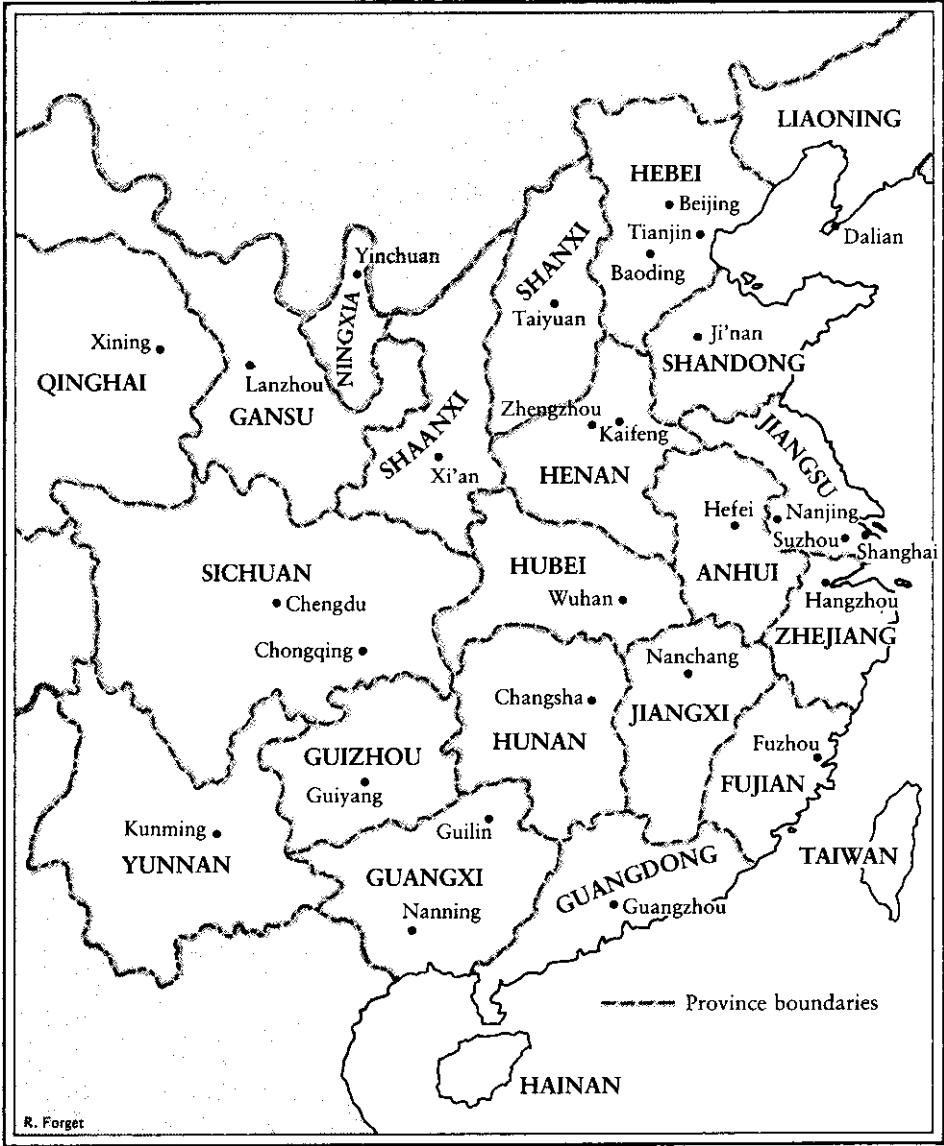 LIAONING
HEBEI
Beijing
Tianjin
Dalian
Baoding
Yinchuan
SHANXI
Taiyuan
Ji'nan
SHANDONG
Xining
QINGHAI
NINGXIA
Lanzhou
GANSU
SHAANXI
Xi'an
Zhengzhou
Kaifeng
HENAN
JIANGSU
Hefei
Nanjing
Suzhou
Shanghai
SICHUAN
HUBEI
ANHUI
Chengdu
Wuhan
Hangzhou
ZHEJIANG
Chongqing
Nanchang
Changsha
JIANGXI
HUNAN
Fuzhou
GUIZHOU
Guiyang
FUJIAN
Kunming
Guilin
YUNNAN
GUANGXI
GUANGDONG
TAIWAN
Nanning
Guangzhou
Province boundaries
HAINAN
R. Forget